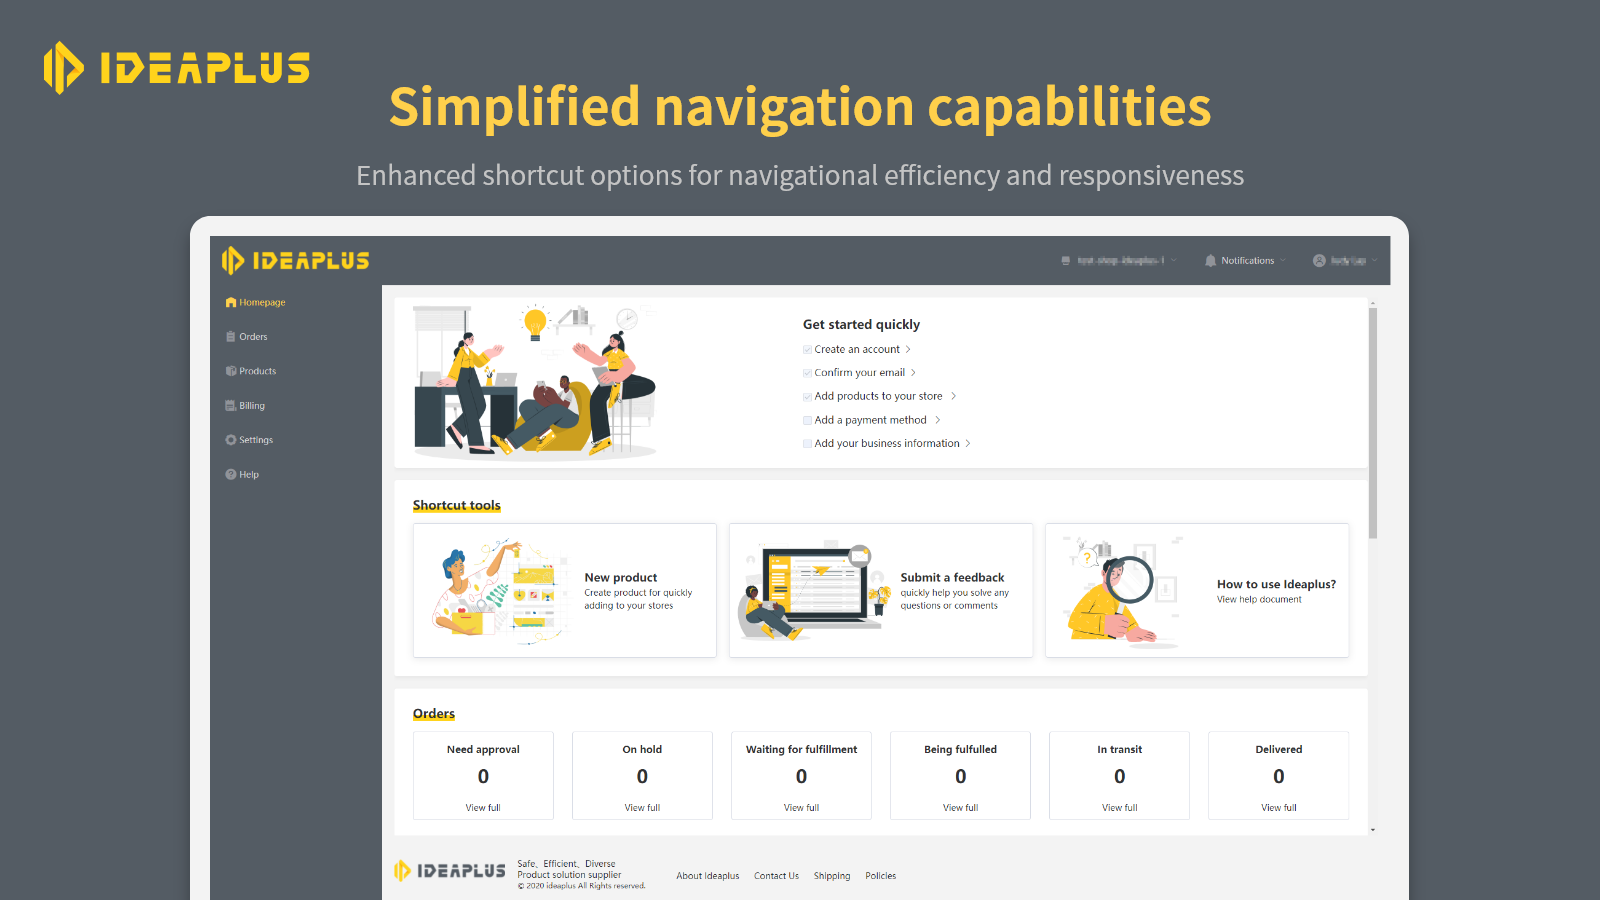 IDEAPLUS
Simplified navigation capabilities
Enhanced shortcut options for navigational efficiency and responsiveness
IDEAPLUS
Notifications
Homepage
Orders
Products
Billing
Settings
Help
Get started quickly
Create an account
Confirm your email
Add products to your store
Add a payment method
Add your business information
Shortcut tools
New product
Create product for quickly
adding to your stores
Submit a feedback
quickly help you solve any
questions or comments
How to use Ideaplus?
View help document
Orders
Need approval
0
View full
On hold
0
View full
Waiting for fulfillment
0
View full
Being fulfulled
0
View full
In transit
0
View full
Delivered
0
View full
IDEAPLUS
Safe、Efficient、Diverse
Product solution supplier
© 2020 ideaplus All Rights reserved.
About Ideaplus
Contact Us
Shipping
Policies